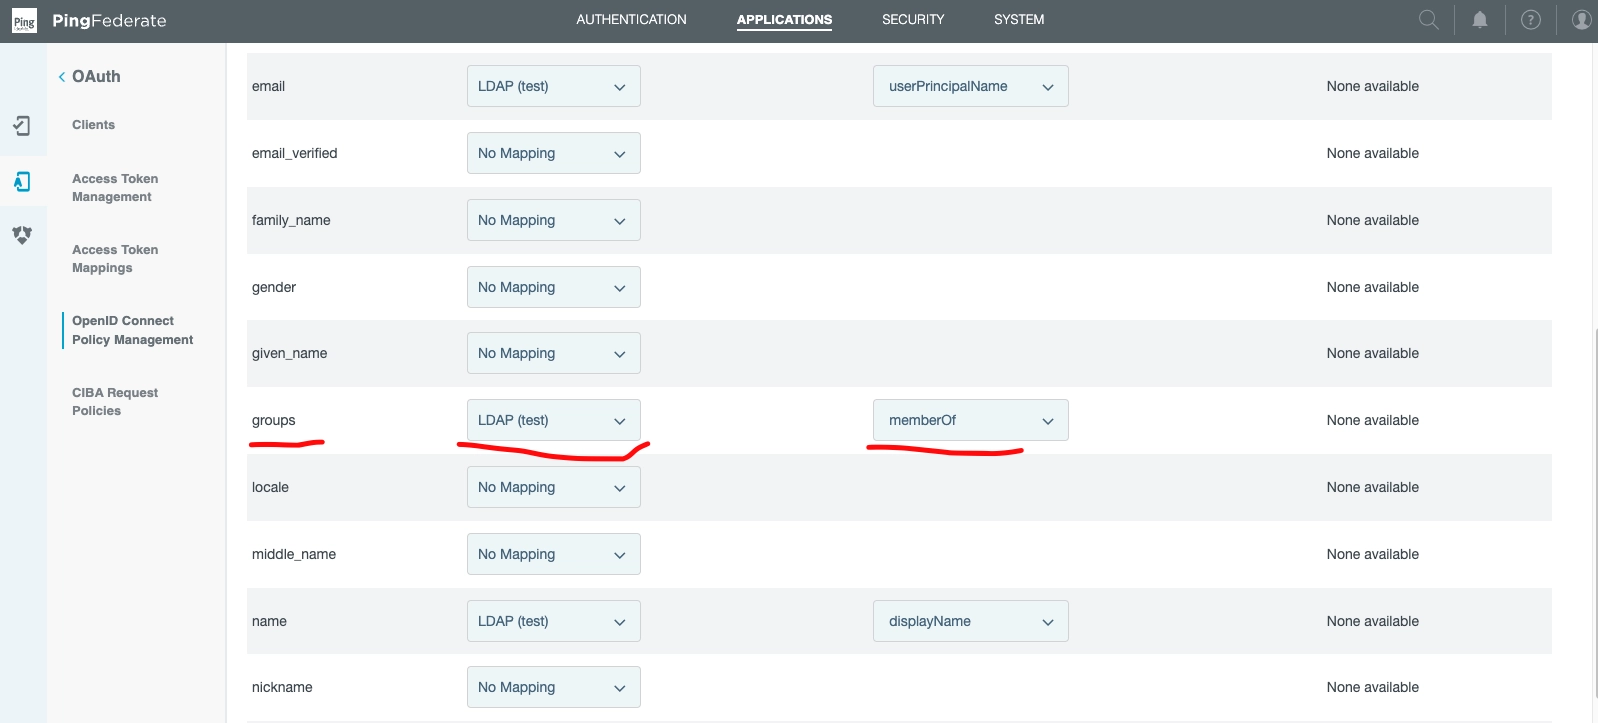 Ping
PingFederate
AUTHENTICATION
APPLICATIONS
SECURITY
SYSTEM
OAuth
Clients
Access Token
Management
Access Token
Mappings
OpenID Connect
Policy Management
CIBA Request
Policies
email LDAP (test) userPrincipalName None available
email_verified No Mapping None available
family_name No Mapping None available
gender No Mapping None available
given_name No Mapping None available
groups LDAP (test) memberOf None available
locale No Mapping None available
middle_name No Mapping None available
name LDAP (test) displayName None available
nickname No Mapping None available